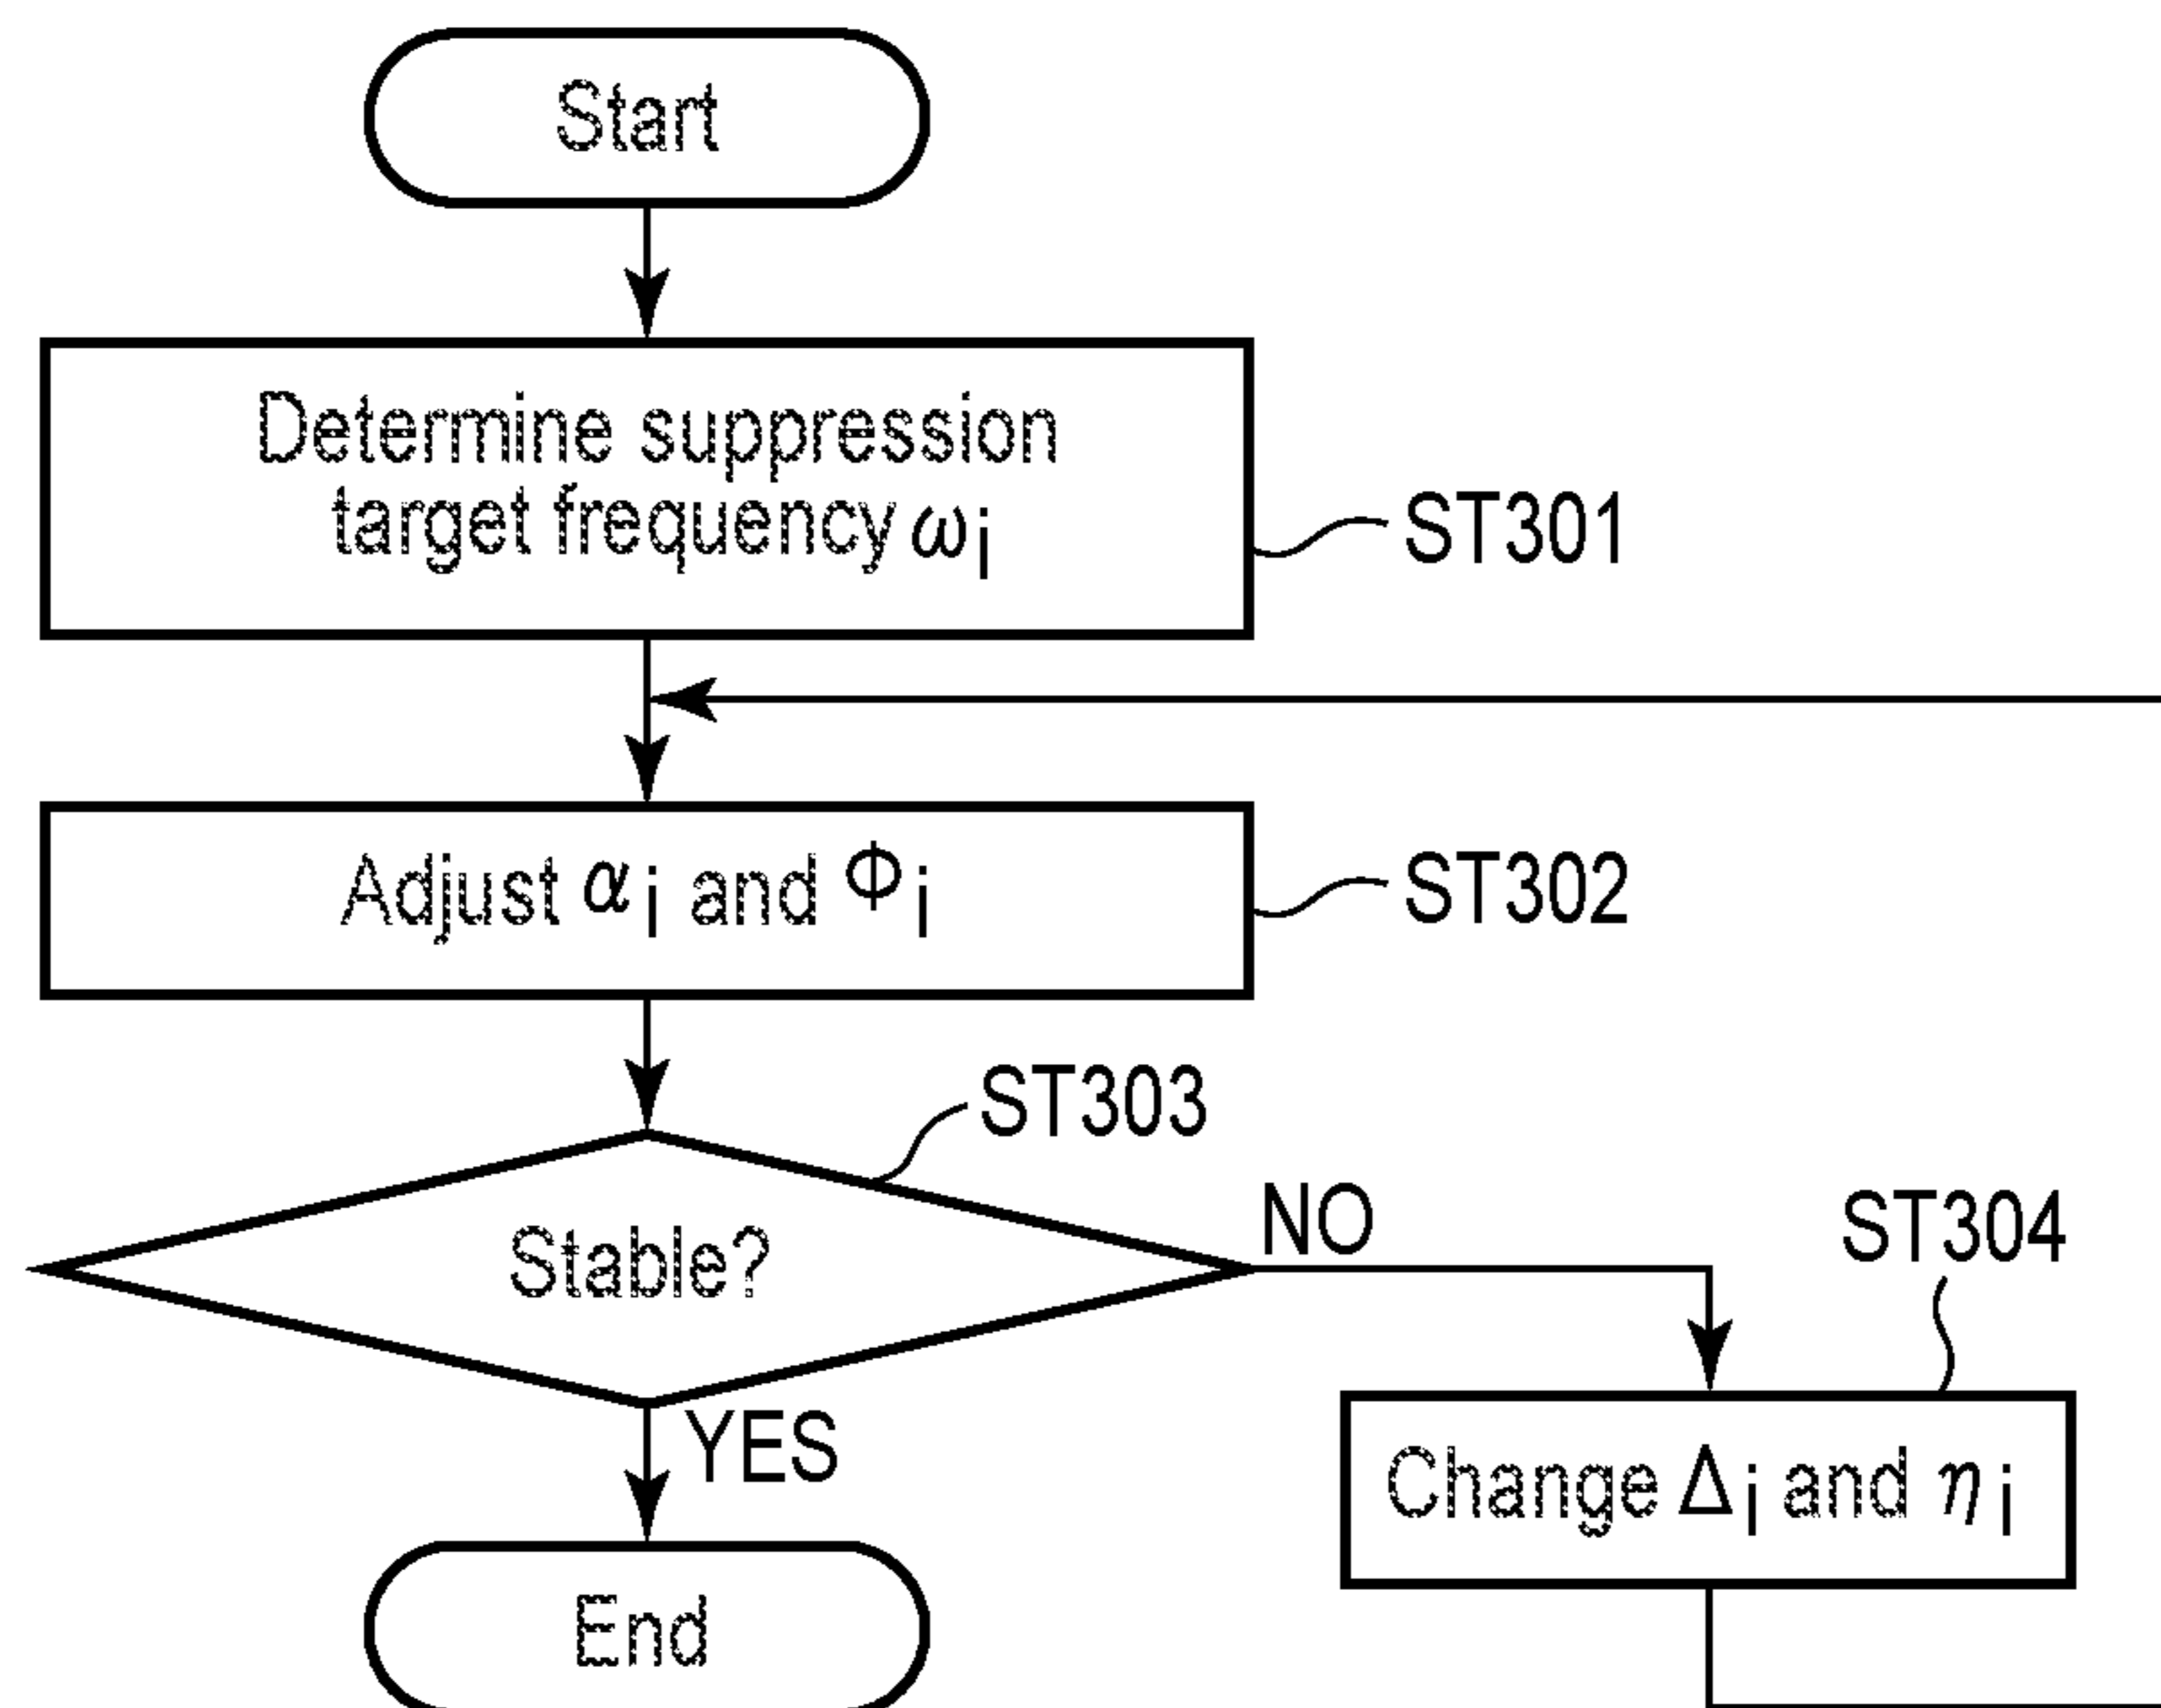 Start
Determine suppression
target frequency ωi
ST301
Adjust αi and Φi
ST302
ST303
Stable?
NO
ST304
YES
Change Δi and ηi
End